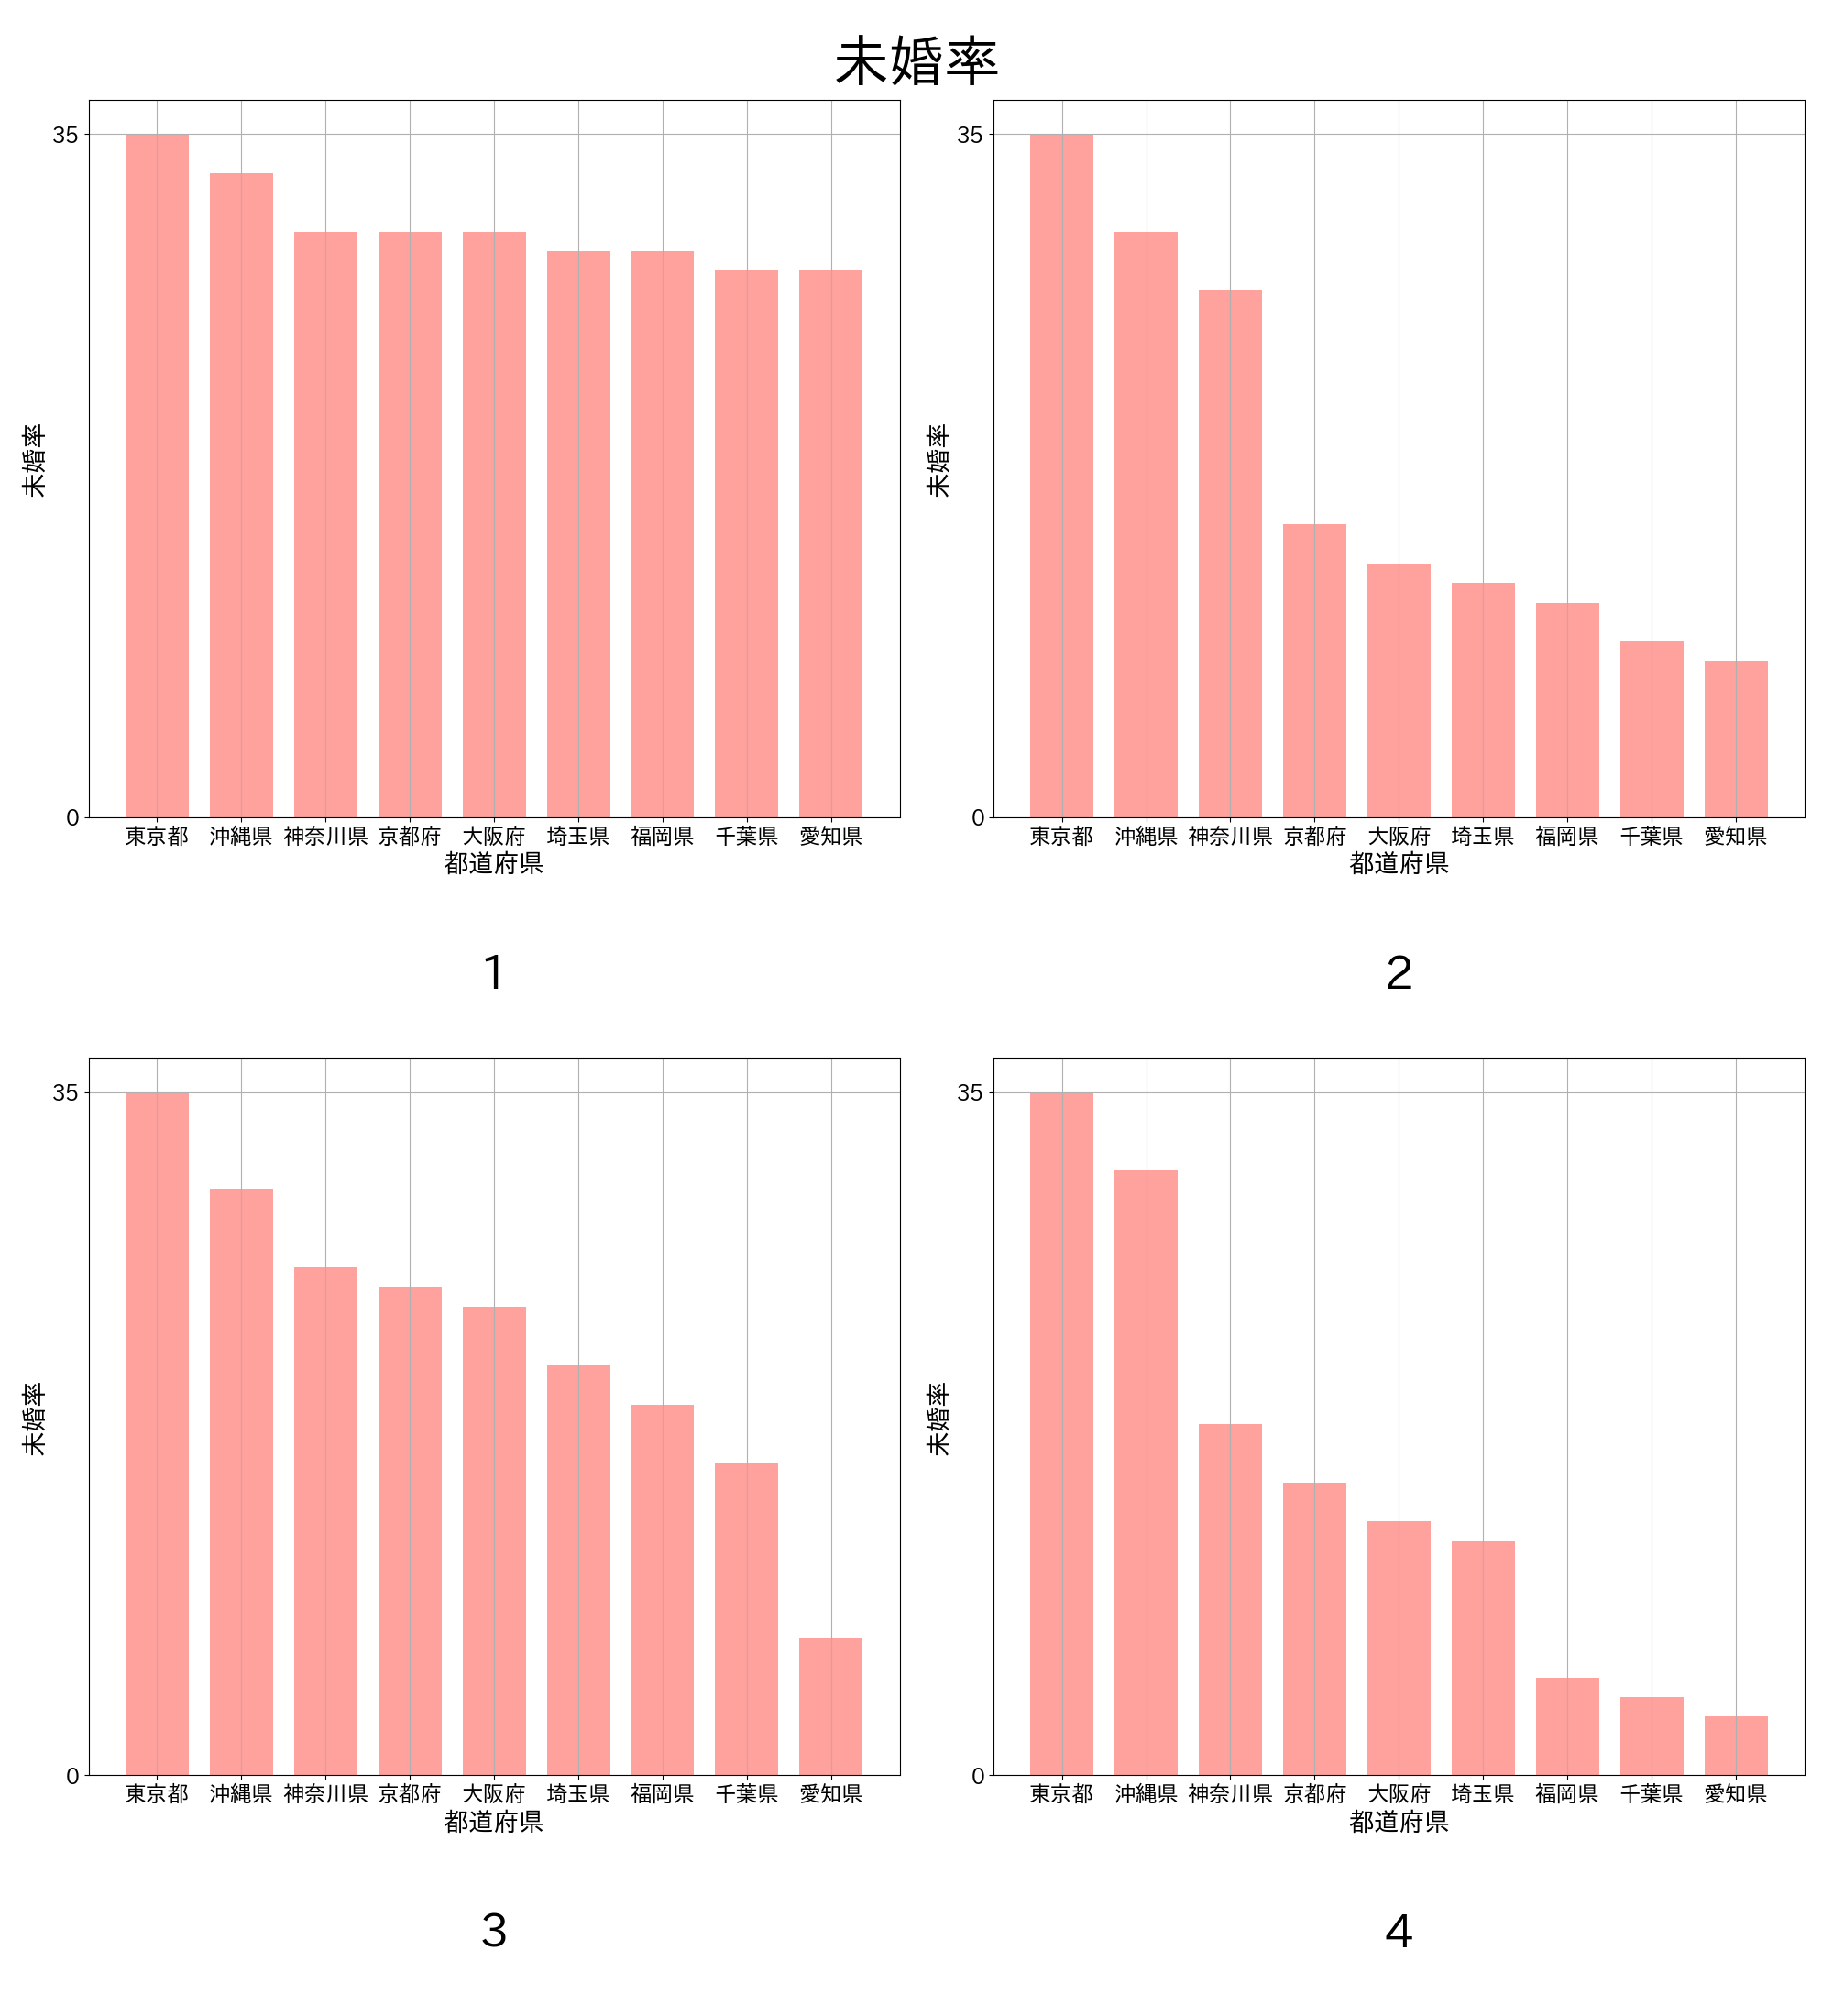 未婚率
35
0
未婚率
東京都 沖縄県 神奈川県 京都府 大阪府 埼玉県 福岡県 千葉県 愛知県
都道府県
1
35
0
未婚率
東京都 沖縄県 神奈川県 京都府 大阪府 埼玉県 福岡県 千葉県 愛知県
都道府県
2
35
0
未婚率
東京都 沖縄県 神奈川県 京都府 大阪府 埼玉県 福岡県 千葉県 愛知県
都道府県
3
35
0
未婚率
東京都 沖縄県 神奈川県 京都府 大阪府 埼玉県 福岡県 千葉県 愛知県
都道府県
4